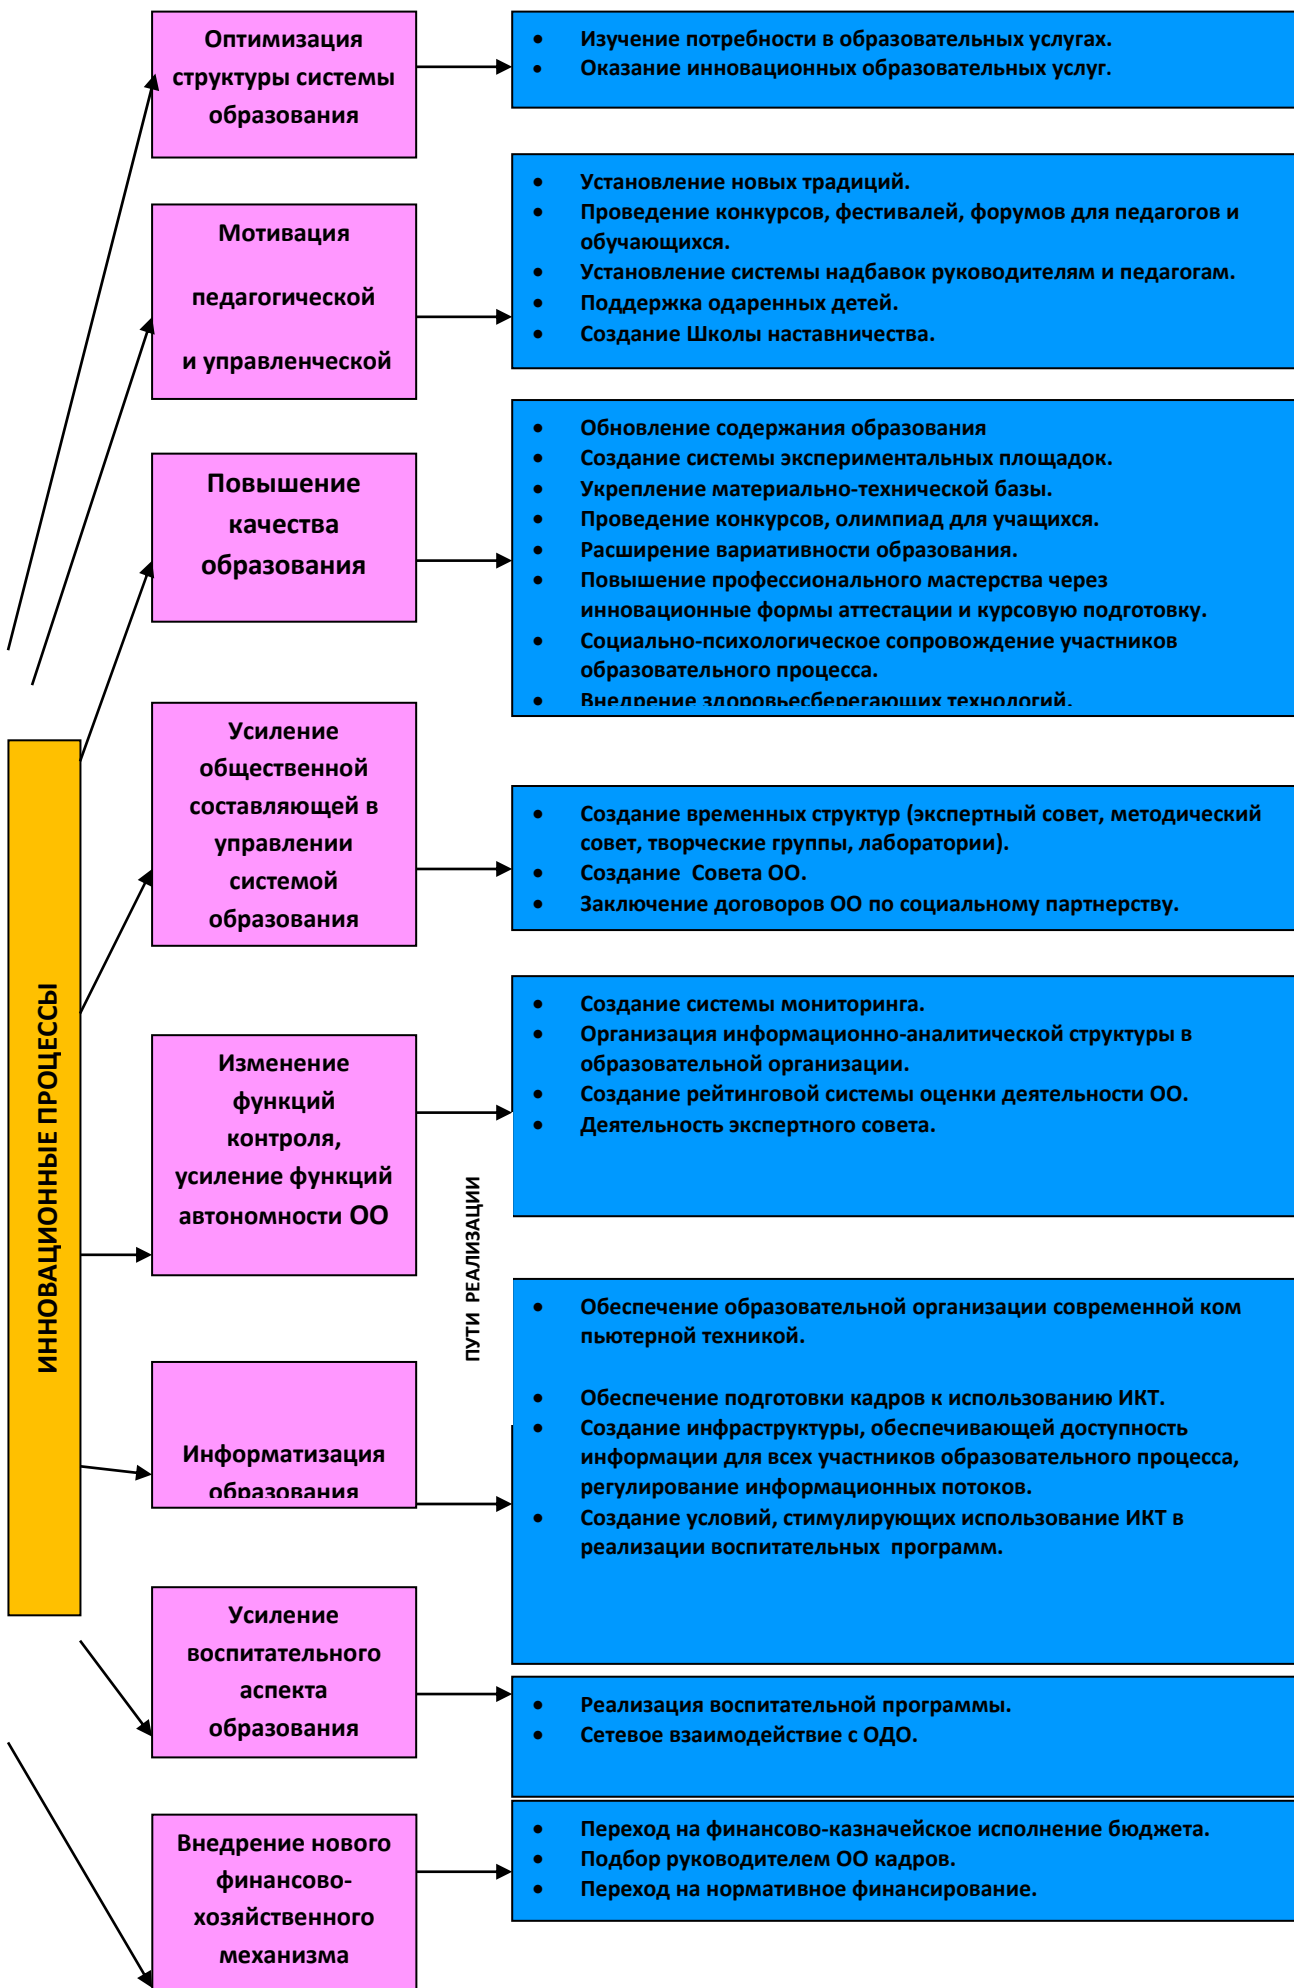 Оптимизация
структуры системы
образования
• Изучение потребности в образовательных услугах.
• Оказание инновационных образовательных услуг.
Мотивация
педагогической
и управленческой
• Установление новых традиций.
• Проведение конкурсов, фестивалей, форумов для педагогов и
обучающихся.
• Установление системы надбавок руководителям и педагогам.
• Поддержка одаренных детей.
• Создание Школы наставничества.
Повышение
качества
образования
• Обновление содержания образования
• Создание системы экспериментальных площадок.
• Укрепление материально-технической базы.
• Проведение конкурсов, олимпиад для учащихся.
• Расширение вариативности образования.
• Повышение профессионального мастерства через
инновационные формы аттестации и курсовую подготовку.
• Социально-психологическое сопровождение участников
образовательного процесса.
• Внедрение здоровьесберегающих технологий.
Усиление
общественной
составляющей в
управлении
системой
образования
• Создание временных структур (экспертный совет, методический
совет, творческие группы, лаборатории).
• Создание  Совета ОО.
• Заключение договоров ОО по социальному партнерству.
ИННОВАЦИОННЫЕ ПРОЦЕССЫ
Изменение
функций
контроля,
усиление функций
автономности ОО
ПУТИ  РЕАЛИЗАЦИИ
• Создание системы мониторинга.
• Организация информационно-аналитической структуры в
образовательной организации.
• Создание рейтинговой системы оценки деятельности ОО.
• Деятельность экспертного совета.
Информатизация
образования
• Обеспечение образовательной организации современной ком
пьютерной техникой.
• Обеспечение подготовки кадров к использованию ИКТ.
• Создание инфраструктуры, обеспечивающей доступность
информации для всех участников образовательного процесса,
регулирование информационных потоков.
• Создание условий, стимулирующих использование ИКТ в
реализации воспитательных  программ.
Усиление
воспитательного
аспекта
образования
• Реализация воспитательной программы.
• Сетевое взаимодействие с ОДО.
Внедрение нового
финансово-
хозяйственного
механизма
• Переход на финансово-казначейское исполнение бюджета.
• Подбор руководителем ОО кадров.
• Переход на нормативное финансирование.